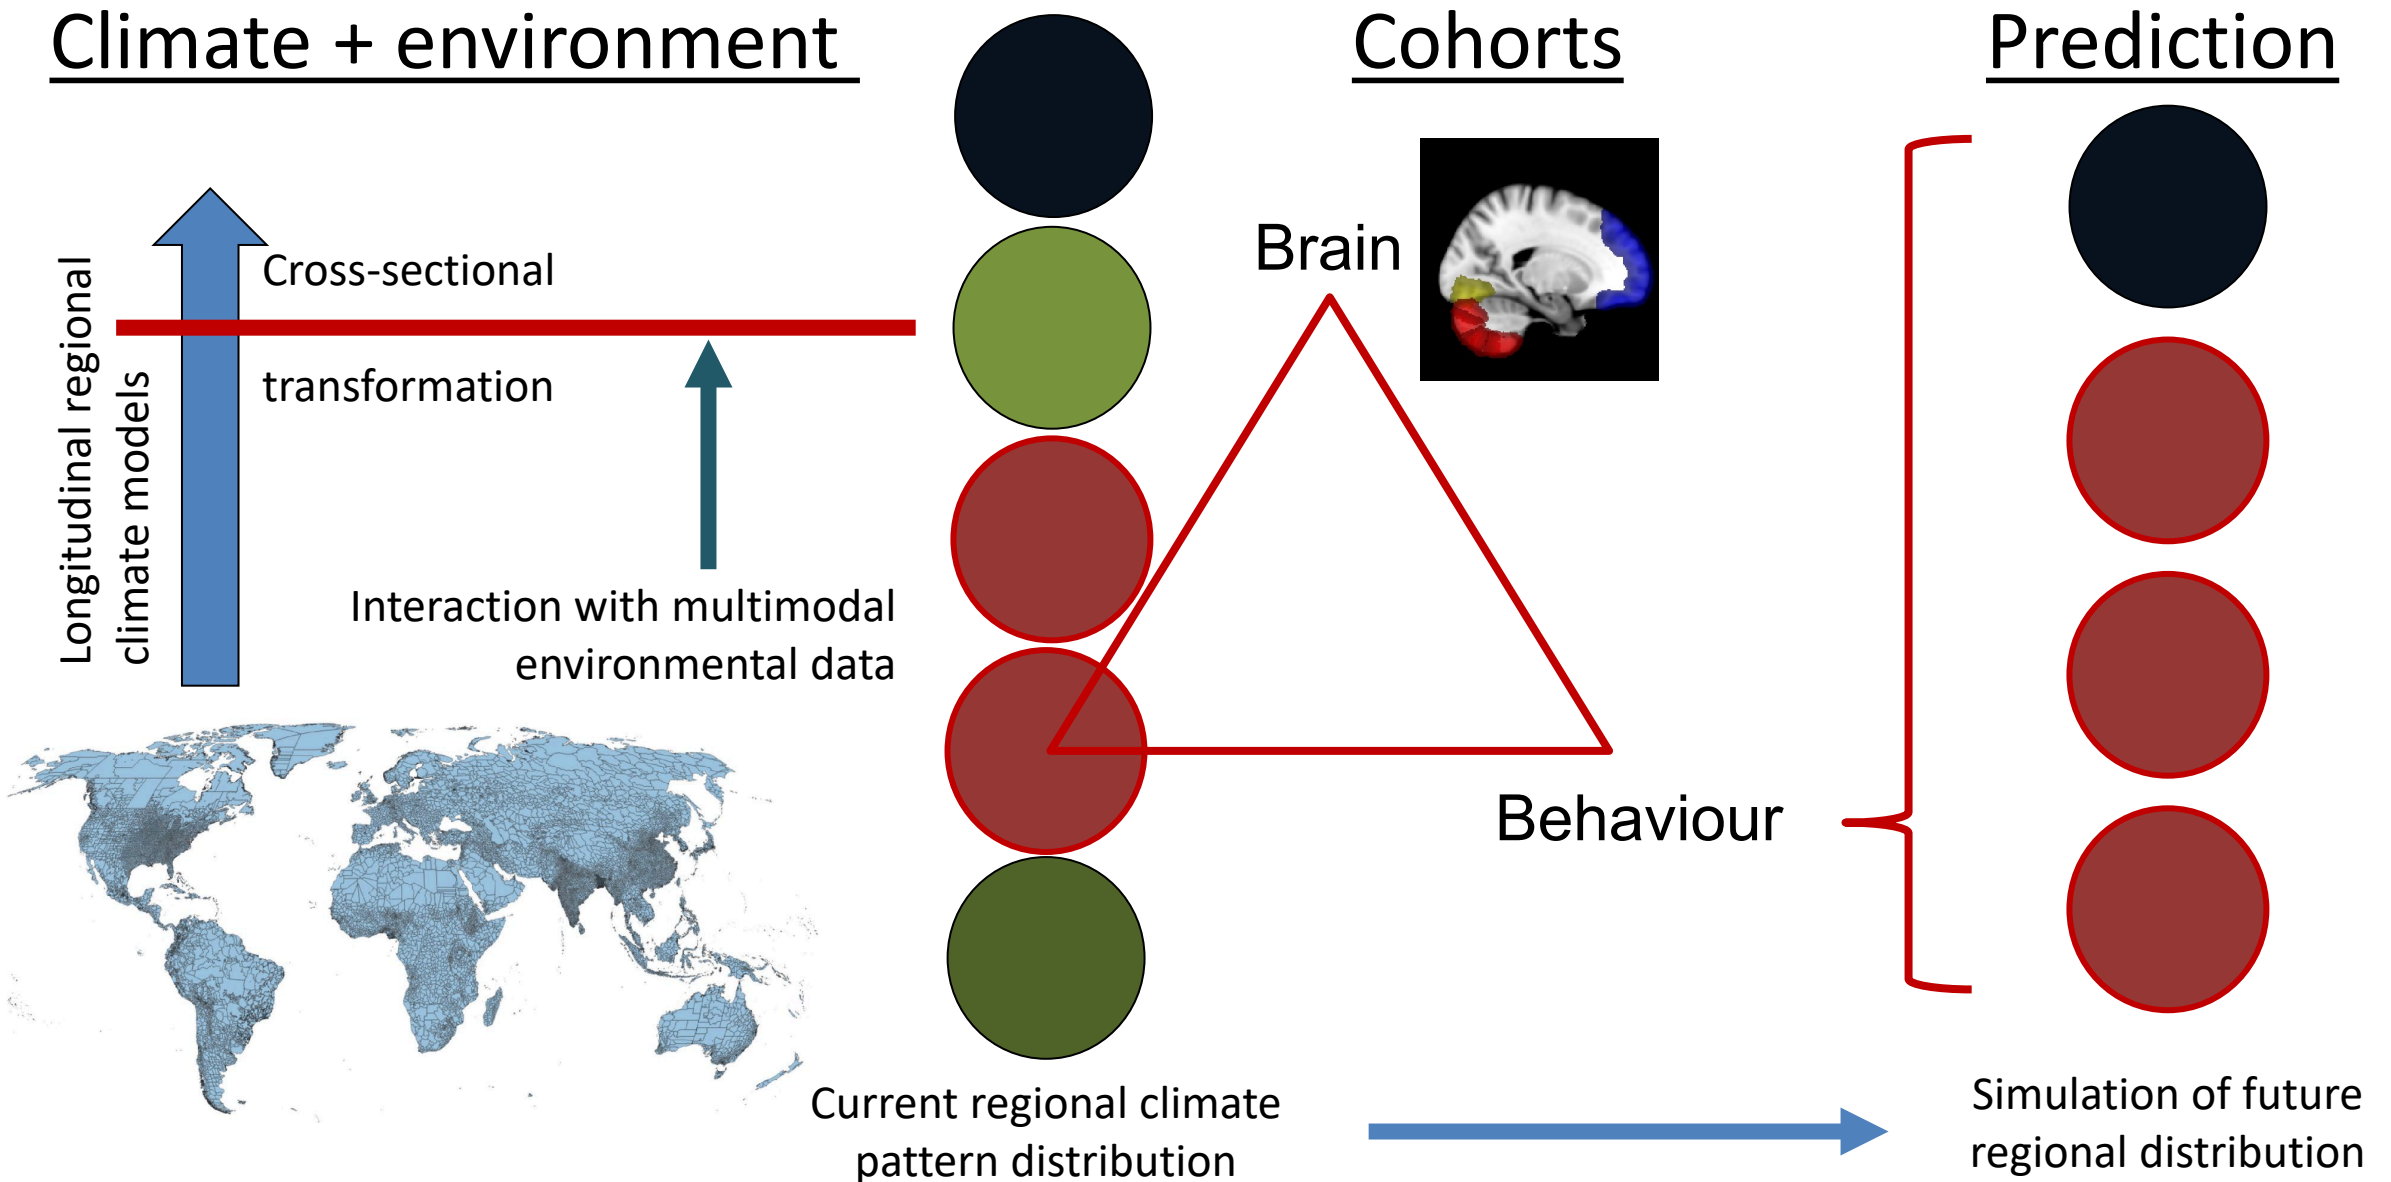 Climate + environment
Cohorts
Prediction
Longitudinal regional
climate models
Cross-sectional
transformation
Interaction with multimodal
environmental data
Brain
Behaviour
Current regional climate
pattern distribution
Simulation of future
regional distribution